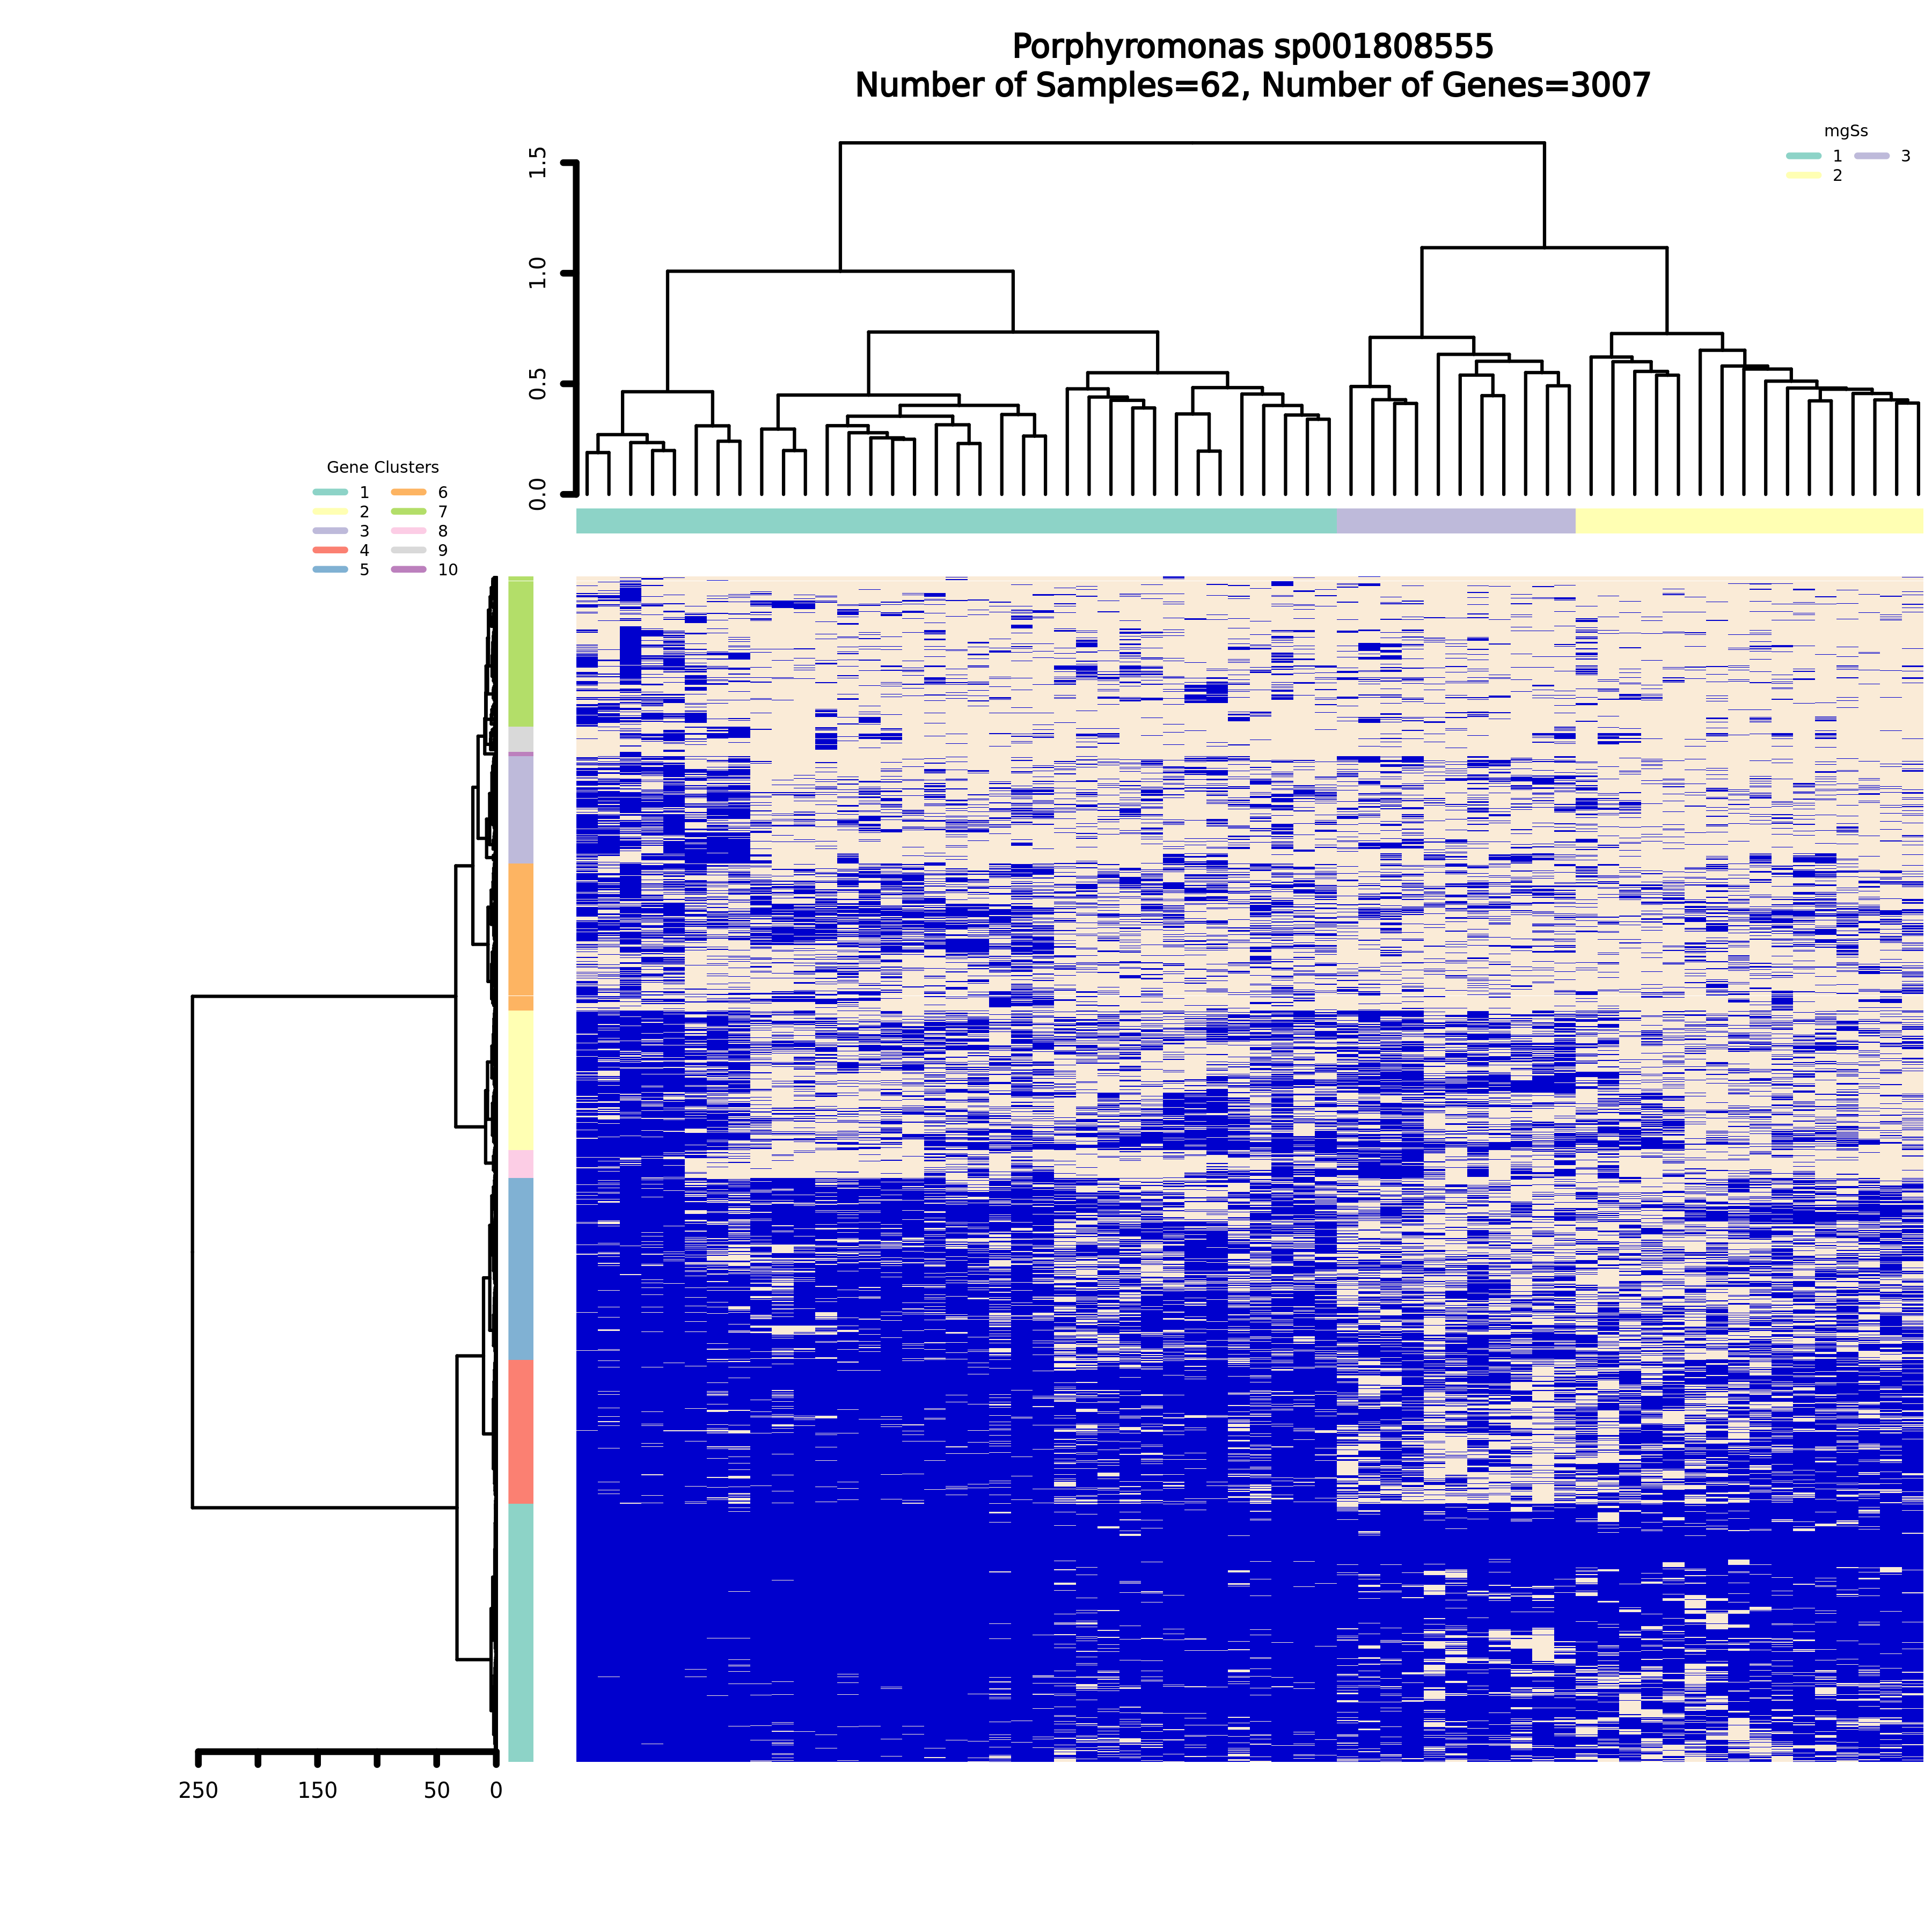 Porphyromonas sp001808555
Number of Samples=62, Number of Genes=3007
mgSs
1 3
2
1.5
1.0
0.5
0.0
Gene Clusters
1 6
2 7
3 8
4 9
5 10
250 150 50 0